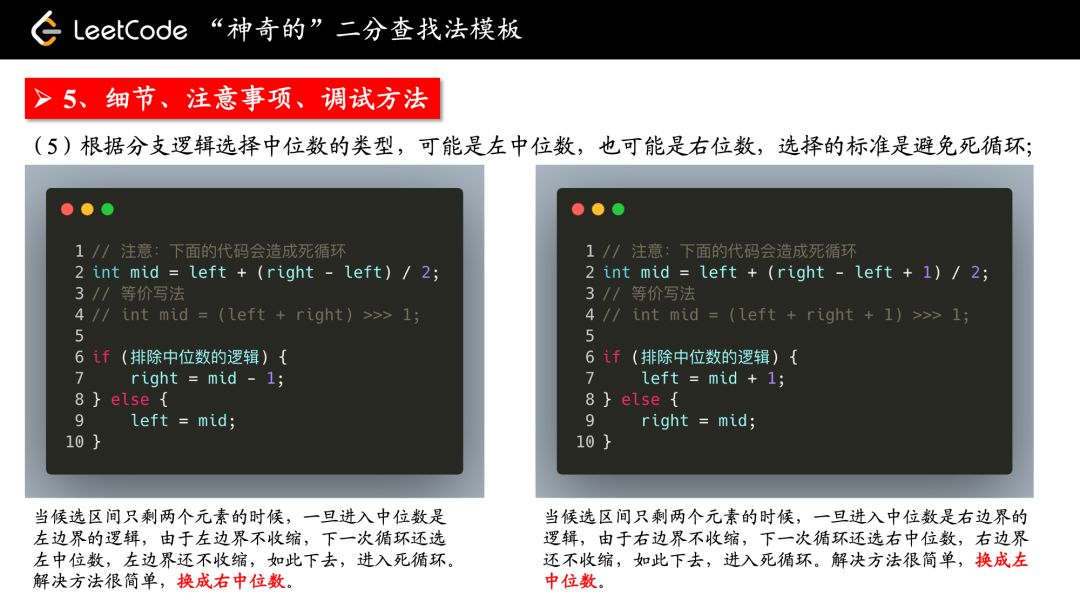 LeetCode “神奇的”二分查找法模板
➢ 5、细节、注意事项、调试方法
（5）根据分支逻辑选择中位数的类型，可能是左中位数，也可能是右位数，选择的标准是避免死循环;
1 // 注意：下面的代码会造成死循环
2 int mid = left + (right - left) / 2;
3 // 等价写法
4 // int mid = (left + right) >>> 1;
5
6 if (排除中位数的逻辑) {
7     right = mid - 1;
8 } else {
9     left = mid;
10 }
当候选区间只剩两个元素的时候，一旦进入中位数是
左边界的逻辑，由于左边界不收缩，下一次循环还选
左中位数，左边界还不收缩，如此下去，进入死循环。
解决方法很简单，换成右中位数。
1 // 注意：下面的代码会造成死循环
2 int mid = left + (right - left + 1) / 2;
3 // 等价写法
4 // int mid = (left + right + 1) >>> 1;
5
6 if (排除中位数的逻辑) {
7     left = mid + 1;
8 } else {
9     right = mid;
10 }
当候选区间只剩两个元素的时候，一旦进入中位数是右边界的
逻辑，由于右边界不收缩，下一次循环还选右中位数，右边界
还不收缩，如此下去，进入死循环。解决方法很简单，换成左
中位数。